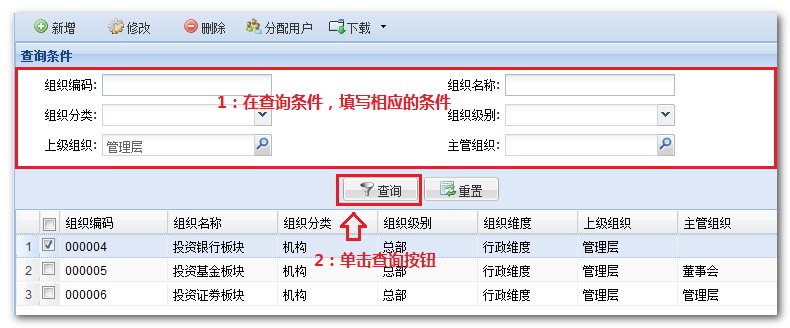 新增 修改 删除 分配用户 下载
查询条件
组织编码: 组织名称:
1：在查询条件，填写相应的条件
组织分类: 组织级别:
上级组织: 管理层 主管组织:
查询 重置
组织编码 组织名称 组织分类 组织级别 组织维度 上级组织 主管组织
1 000004 投资银行板块 机构 总部 行政维度 管理层
2：单击查询按钮
2 000005 投资基金板块 机构 总部 行政维度 管理层 董事会
3 000006 投资证券板块 机构 总部 行政维度 管理层 管理层